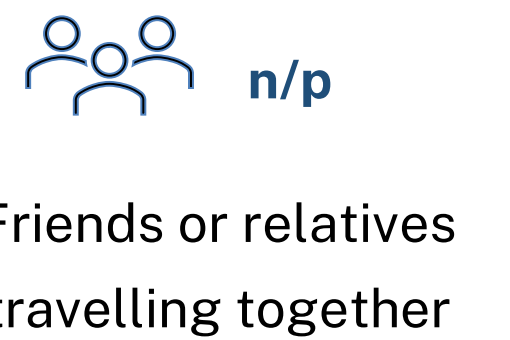 n/p
Friends or relatives
travelling together